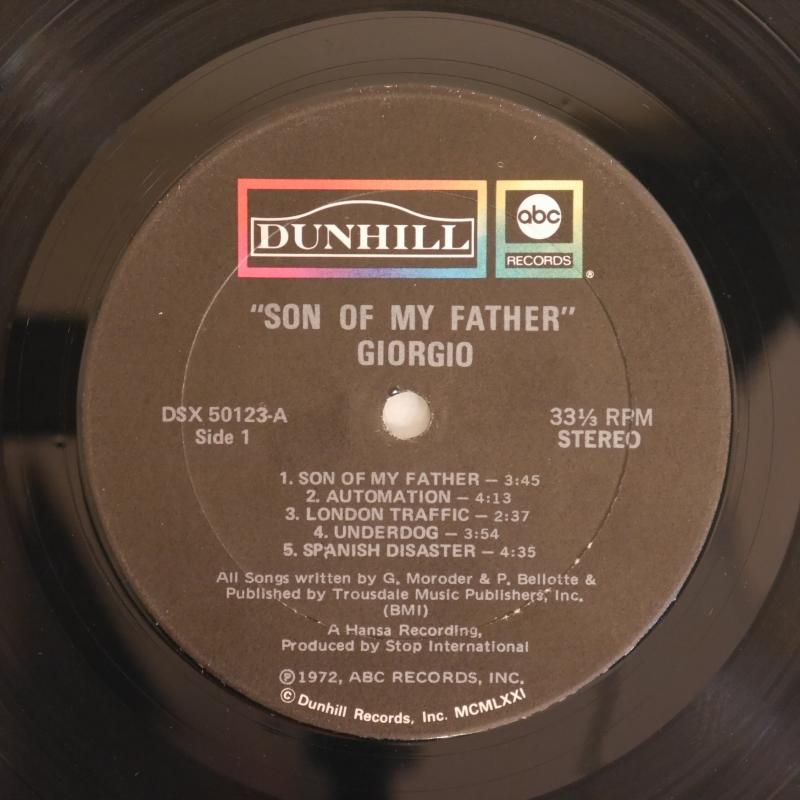 DUNHILL
abc
RECORDS
®
"SON OF MY FATHER"
GIORGIO
DSX 50123-A
Side 1
33⅓ RPM
STEREO
1. SON OF MY FATHER — 3:45
2. AUTOMATION — 4:13
3. LONDON TRAFFIC — 2:37
4. UNDERDOG — 3:54
5. SPANISH DISASTER — 4:35
All Songs written by G. Moroder & P. Bellotte &
Published by Trousdale Music Publishers, Inc.
(BMI)
A Hansa Recording,
Produced by Stop International
℗1972, ABC RECORDS, INC.
© Dunhill Records, Inc. MCMLXXI